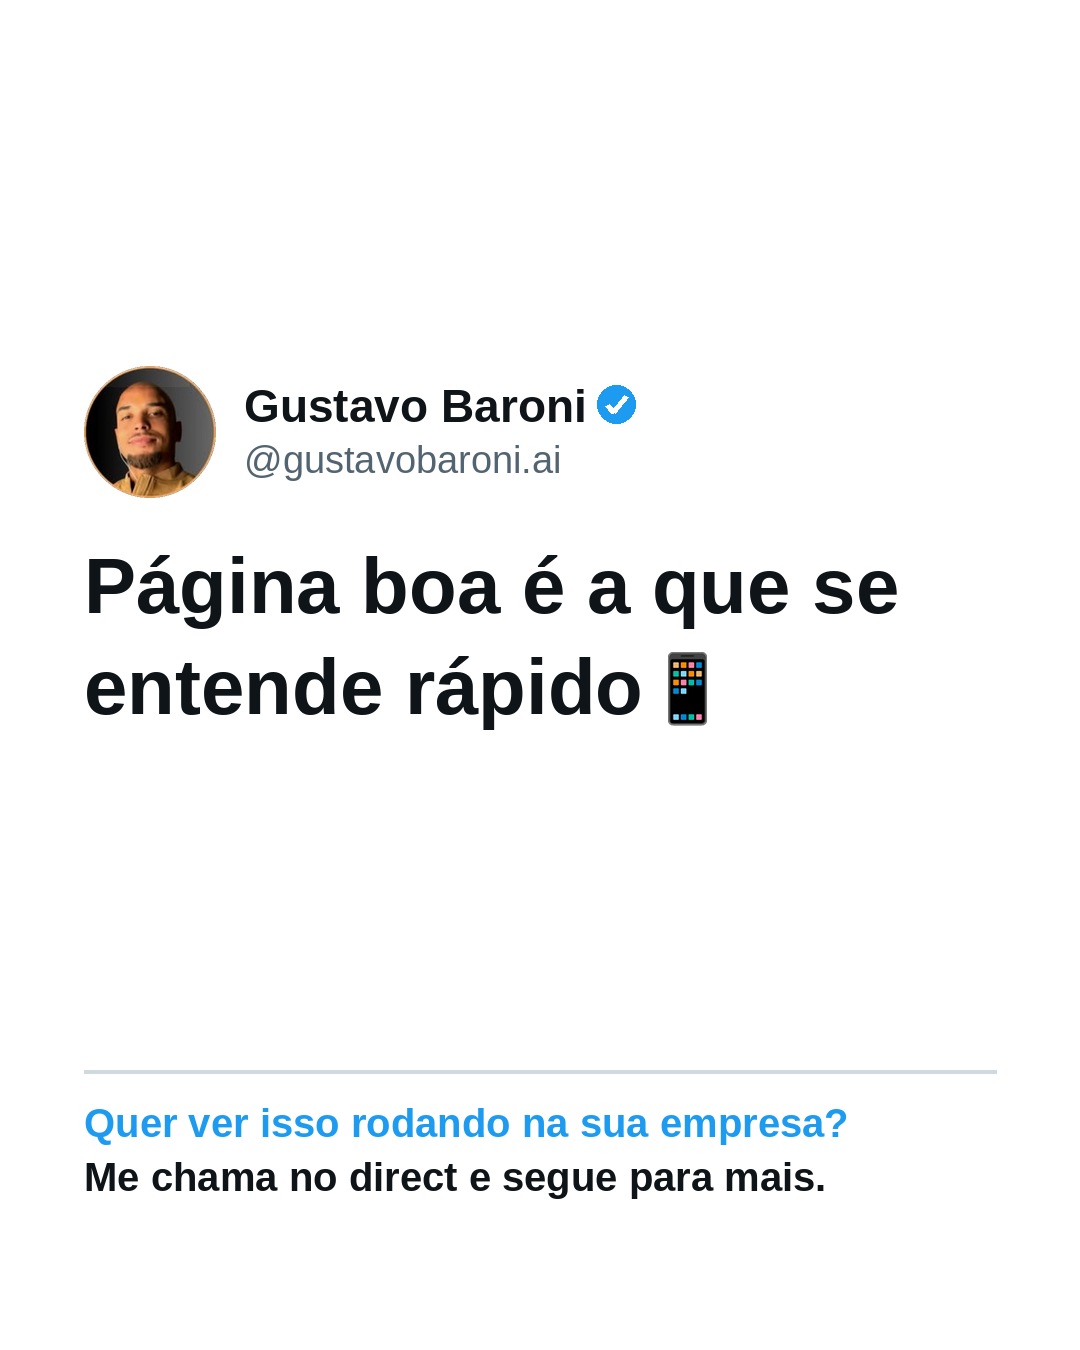 Gustavo Baroni
@gustavobaroni.ai
Página boa é a que se
entende rápido📱
Quer ver isso rodando na sua empresa?
Me chama no direct e segue para mais.